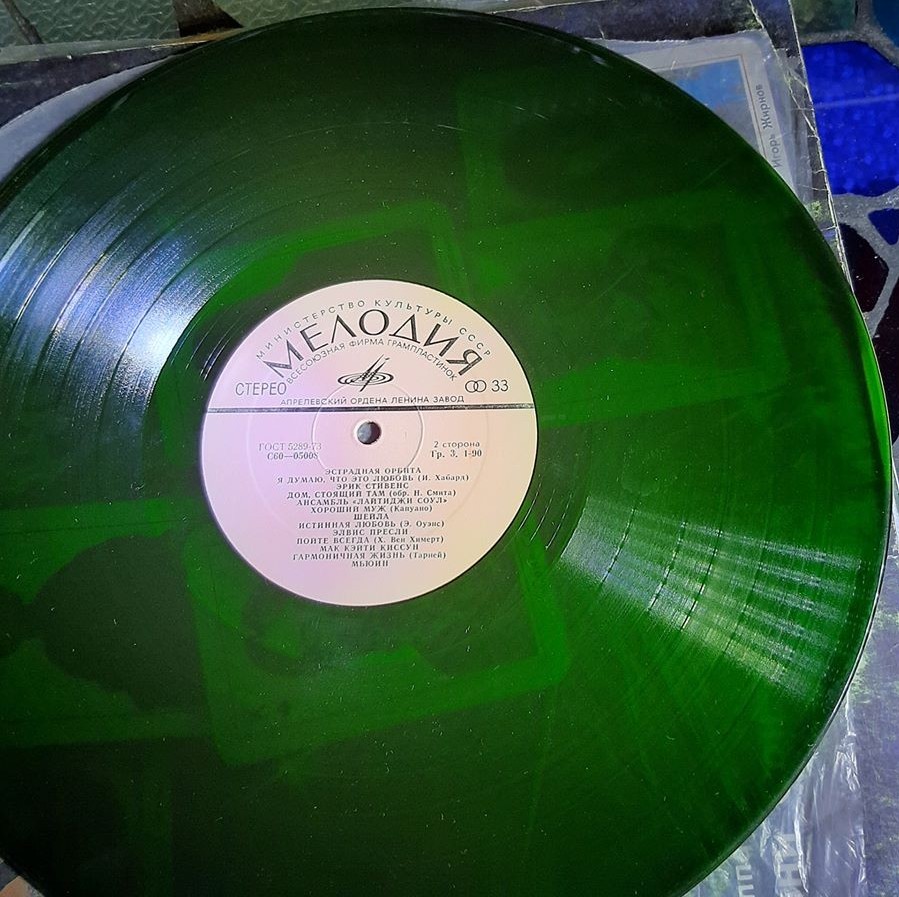 Игорь Жирнов
МИНИСТЕРСТВО КУЛЬТУРЫ СССР
МЕЛОДИЯ
ВСЕСОЮЗНАЯ ФИРМА ГРАМПЛАСТИНОК
СТЕРЕО
33
АПРЕЛЕВСКИЙ ОРДЕНА ЛЕНИНА ЗАВОД
ГОСТ 5289-73
2 сторона
С60—05008
Гр. 3. 1-90
ЭСТРАДНАЯ ОРБИТА
Я ДУМАЮ, ЧТО ЭТО ЛЮБОВЬ (И. Хабард)
ЭРИК СТИВЕНС
ДОМ, СТОЯЩИЙ ТАМ (обр. Н. Смита)
АНСАМБЛЬ «ЛАЙТИДЖИ СОУЛ»
ХОРОШИЙ МУЖ (Капуано)
ШЕЙЛА
ИСТИННАЯ ЛЮБОВЬ (Э. Оуэнс)
ЭЛВИС ПРЕСЛИ
ПОЙТЕ ВСЕГДА (Х. Вен Химерт)
МАК КЭЙТИ КИССУН
ГАРМОНИЧНАЯ ЖИЗНЬ (Тарней)
МЬЮИН